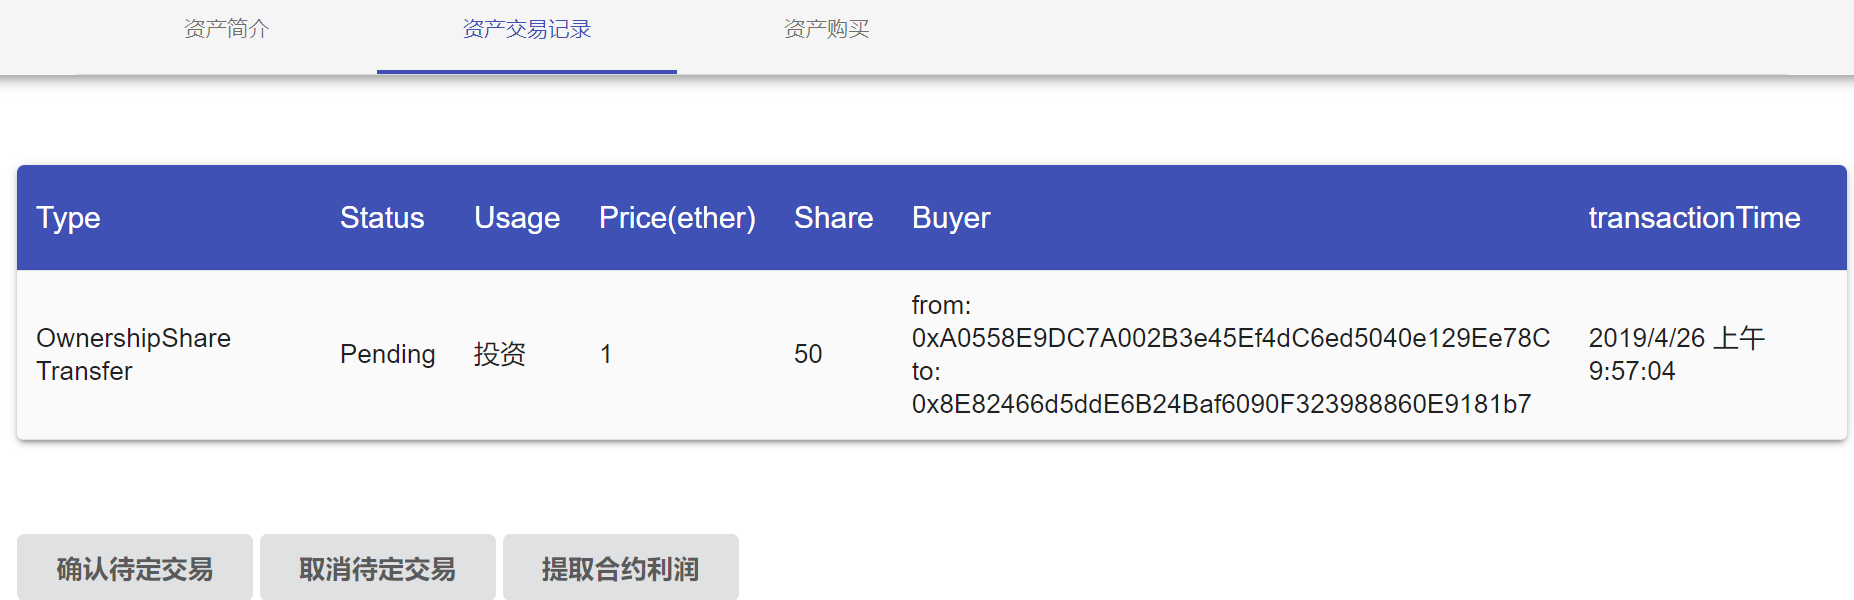 资产简介 资产交易记录 资产购买
Type Status Usage Price(ether) Share Buyer transactionTime
OwnershipShare
Transfer
Pending
投资
1
50
from:
0xA0558E9DC7A002B3e45Ef4dC6ed5040e129Ee78C
to:
0x8E82466d5ddE6B24Baf6090F323988860E9181b7
2019/4/26 上午
9:57:04
确认待定交易 取消待定交易 提取合约利润